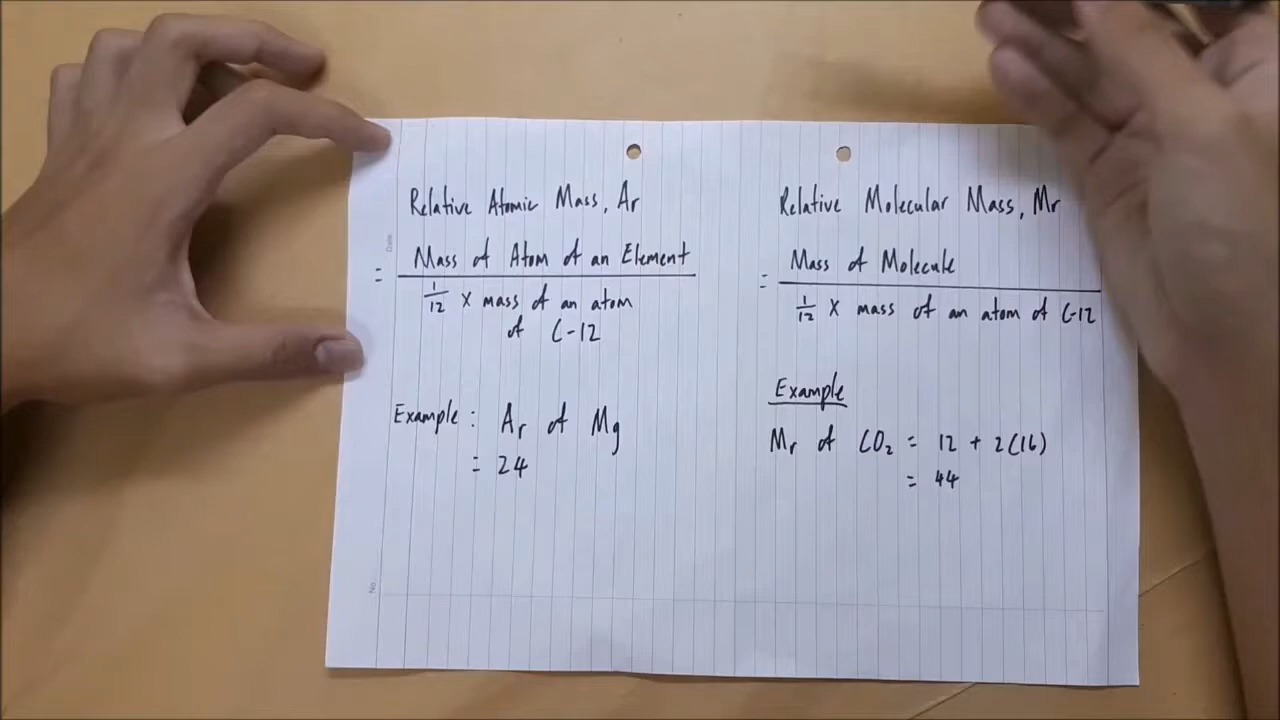 Relative Atomic Mass, Ar
= Mass of Atom of an Element
1/12 x mass of an atom
of C-12
Example: Ar of Mg
= 24
Relative Molecular Mass, Mr
= Mass of Molecule
1/12 x mass of an atom of C-12
Example
Mr of CO₂ = 12 + 2(16)
= 44
Date
No.